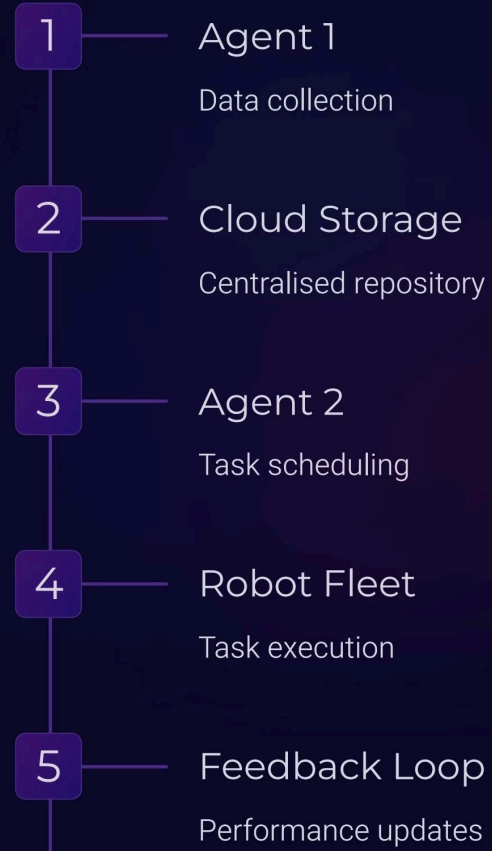 1
Agent 1
Data collection
2
Cloud Storage
Centralised repository
3
Agent 2
Task scheduling
4
Robot Fleet
Task execution
5
Feedback Loop
Performance updates